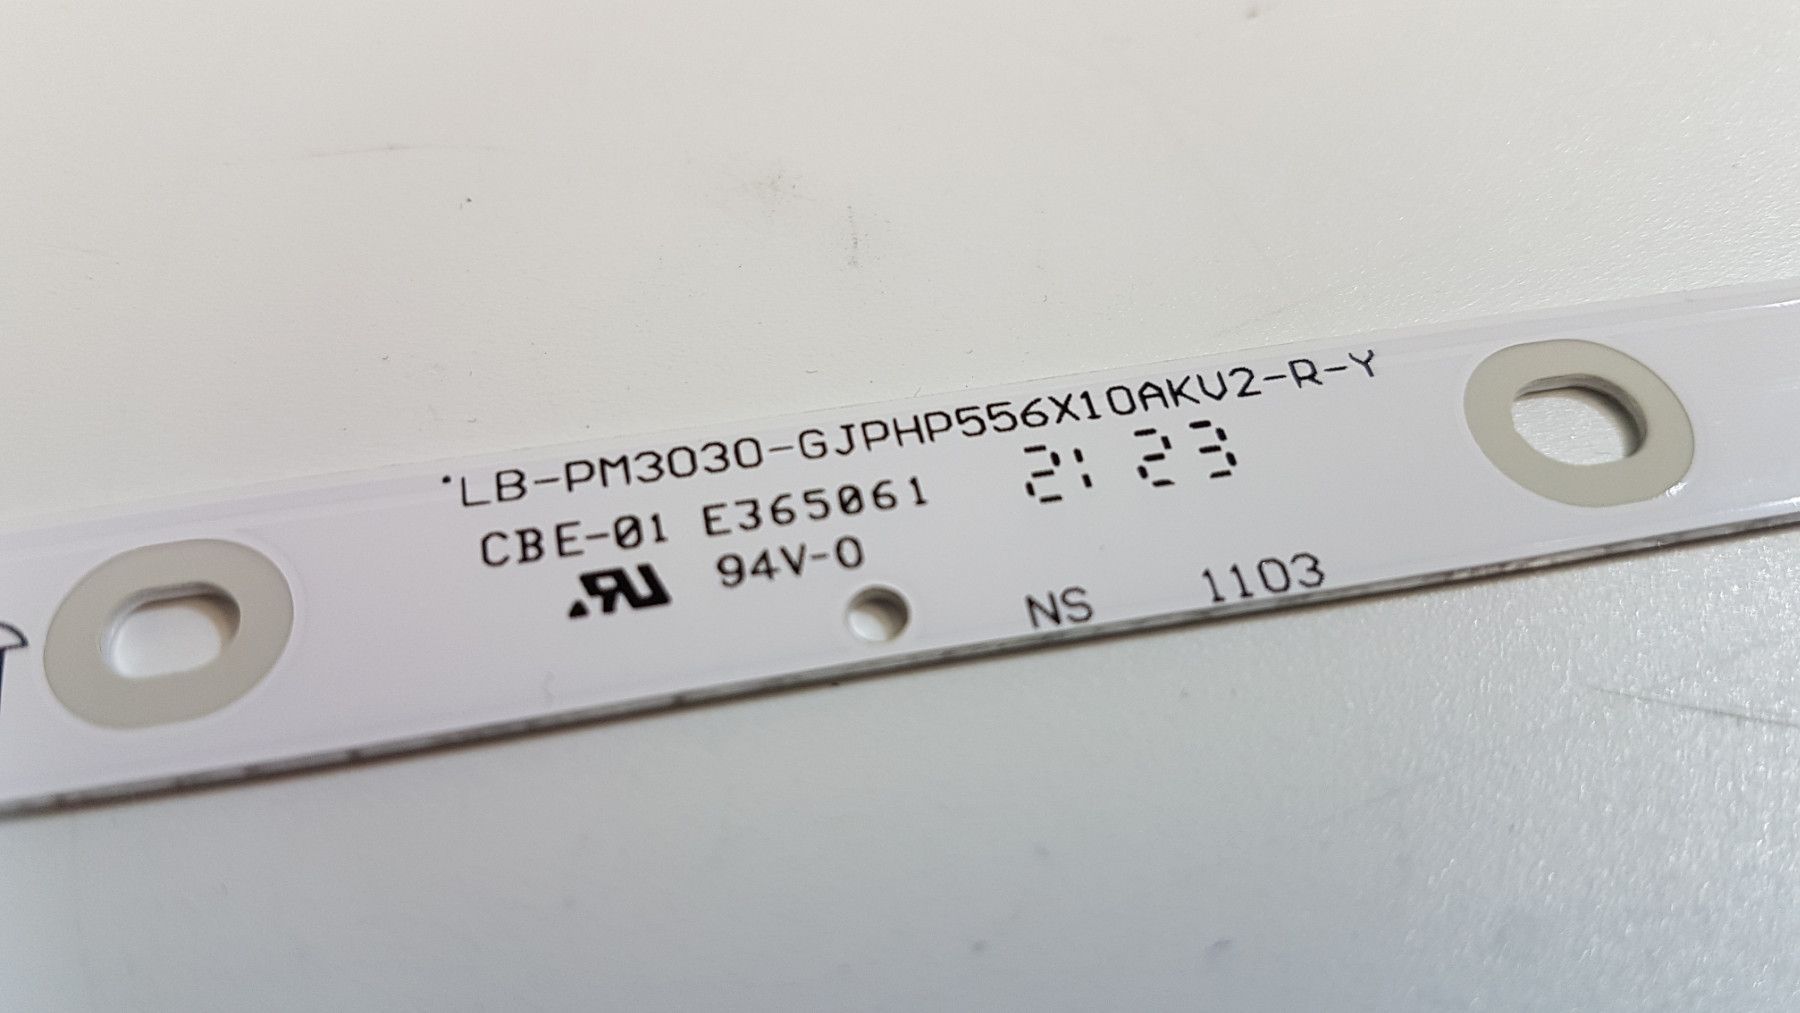 LB-PM3030-GJPHP556X10AKV2-R-Y
CBE-01 E365061 21 23
94V-0
NS 1103